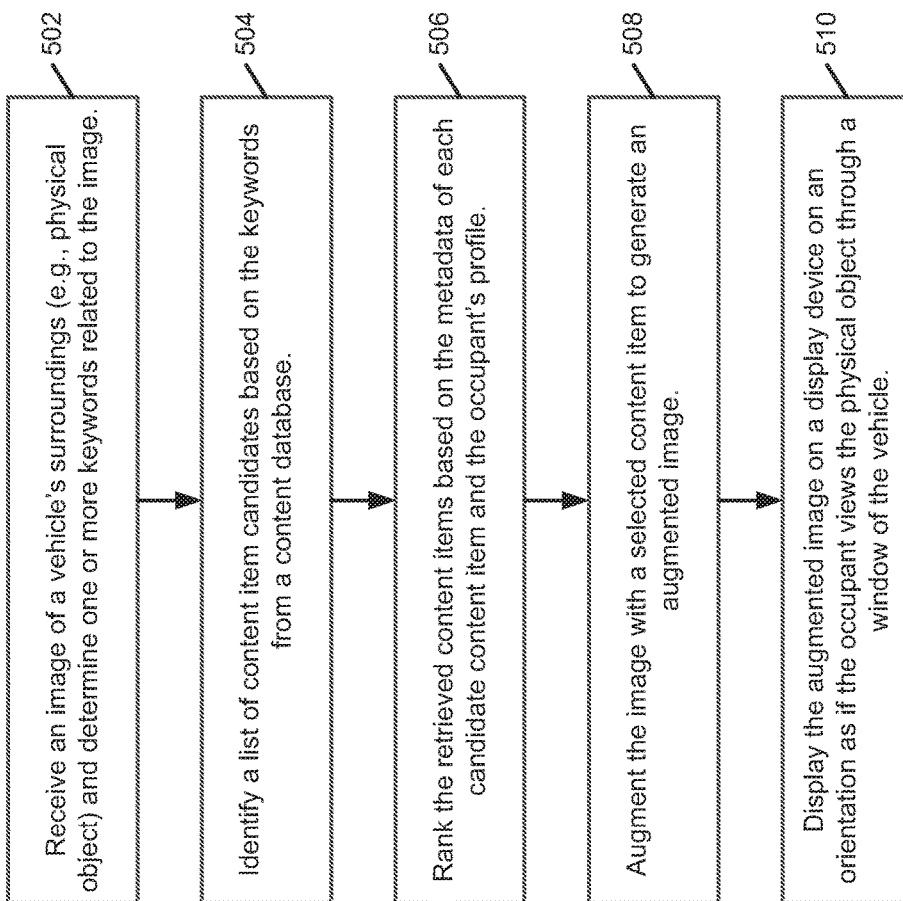 Receive an image of a vehicle's surroundings (e.g., physical
object) and determine one or more keywords related to the image.
502
Identify a list of content item candidates based on the keywords
from a content database.
504
Rank the retrieved content items based on the metadata of each
candidate content item and the occupant's profile.
506
Augment the image with a selected content item to generate an
augmented image.
508
Display the augmented image on a display device on an
orientation as if the occupant views the physical object through a
window of the vehicle.
510